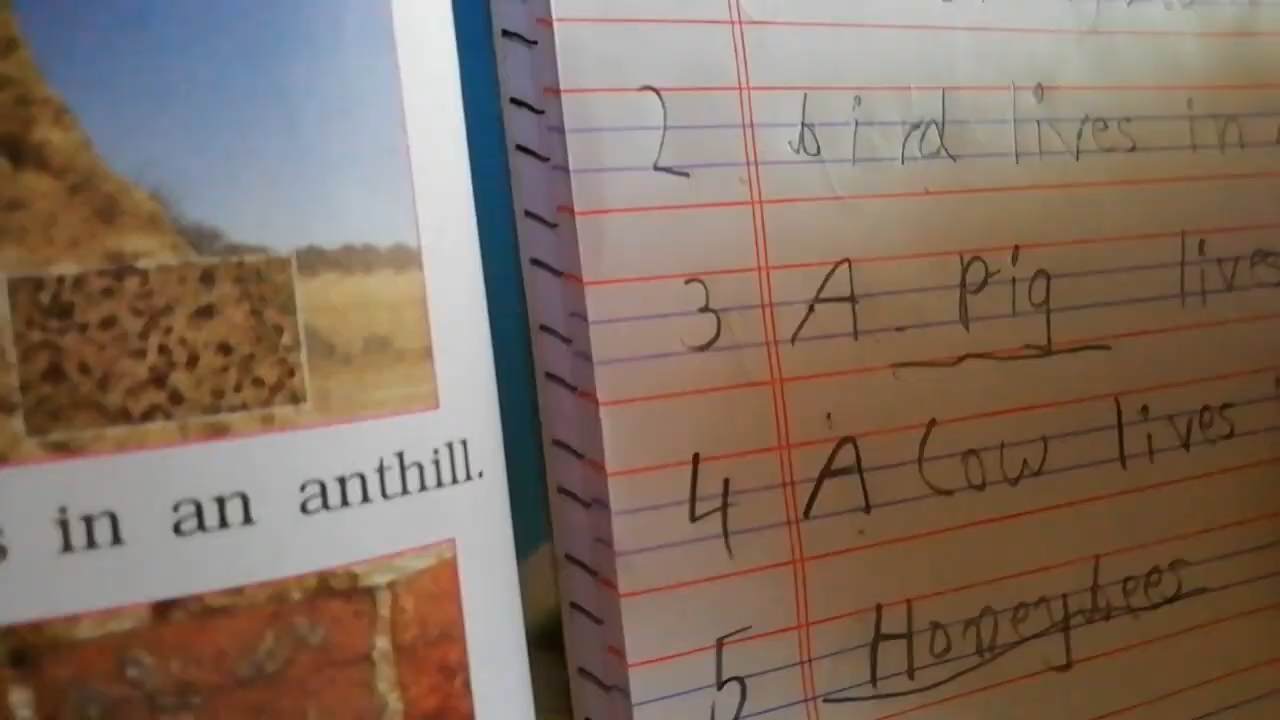 in an anthill.
2 bird lives in
3 A pig lives
4 A Cow lives
5 Honeybees